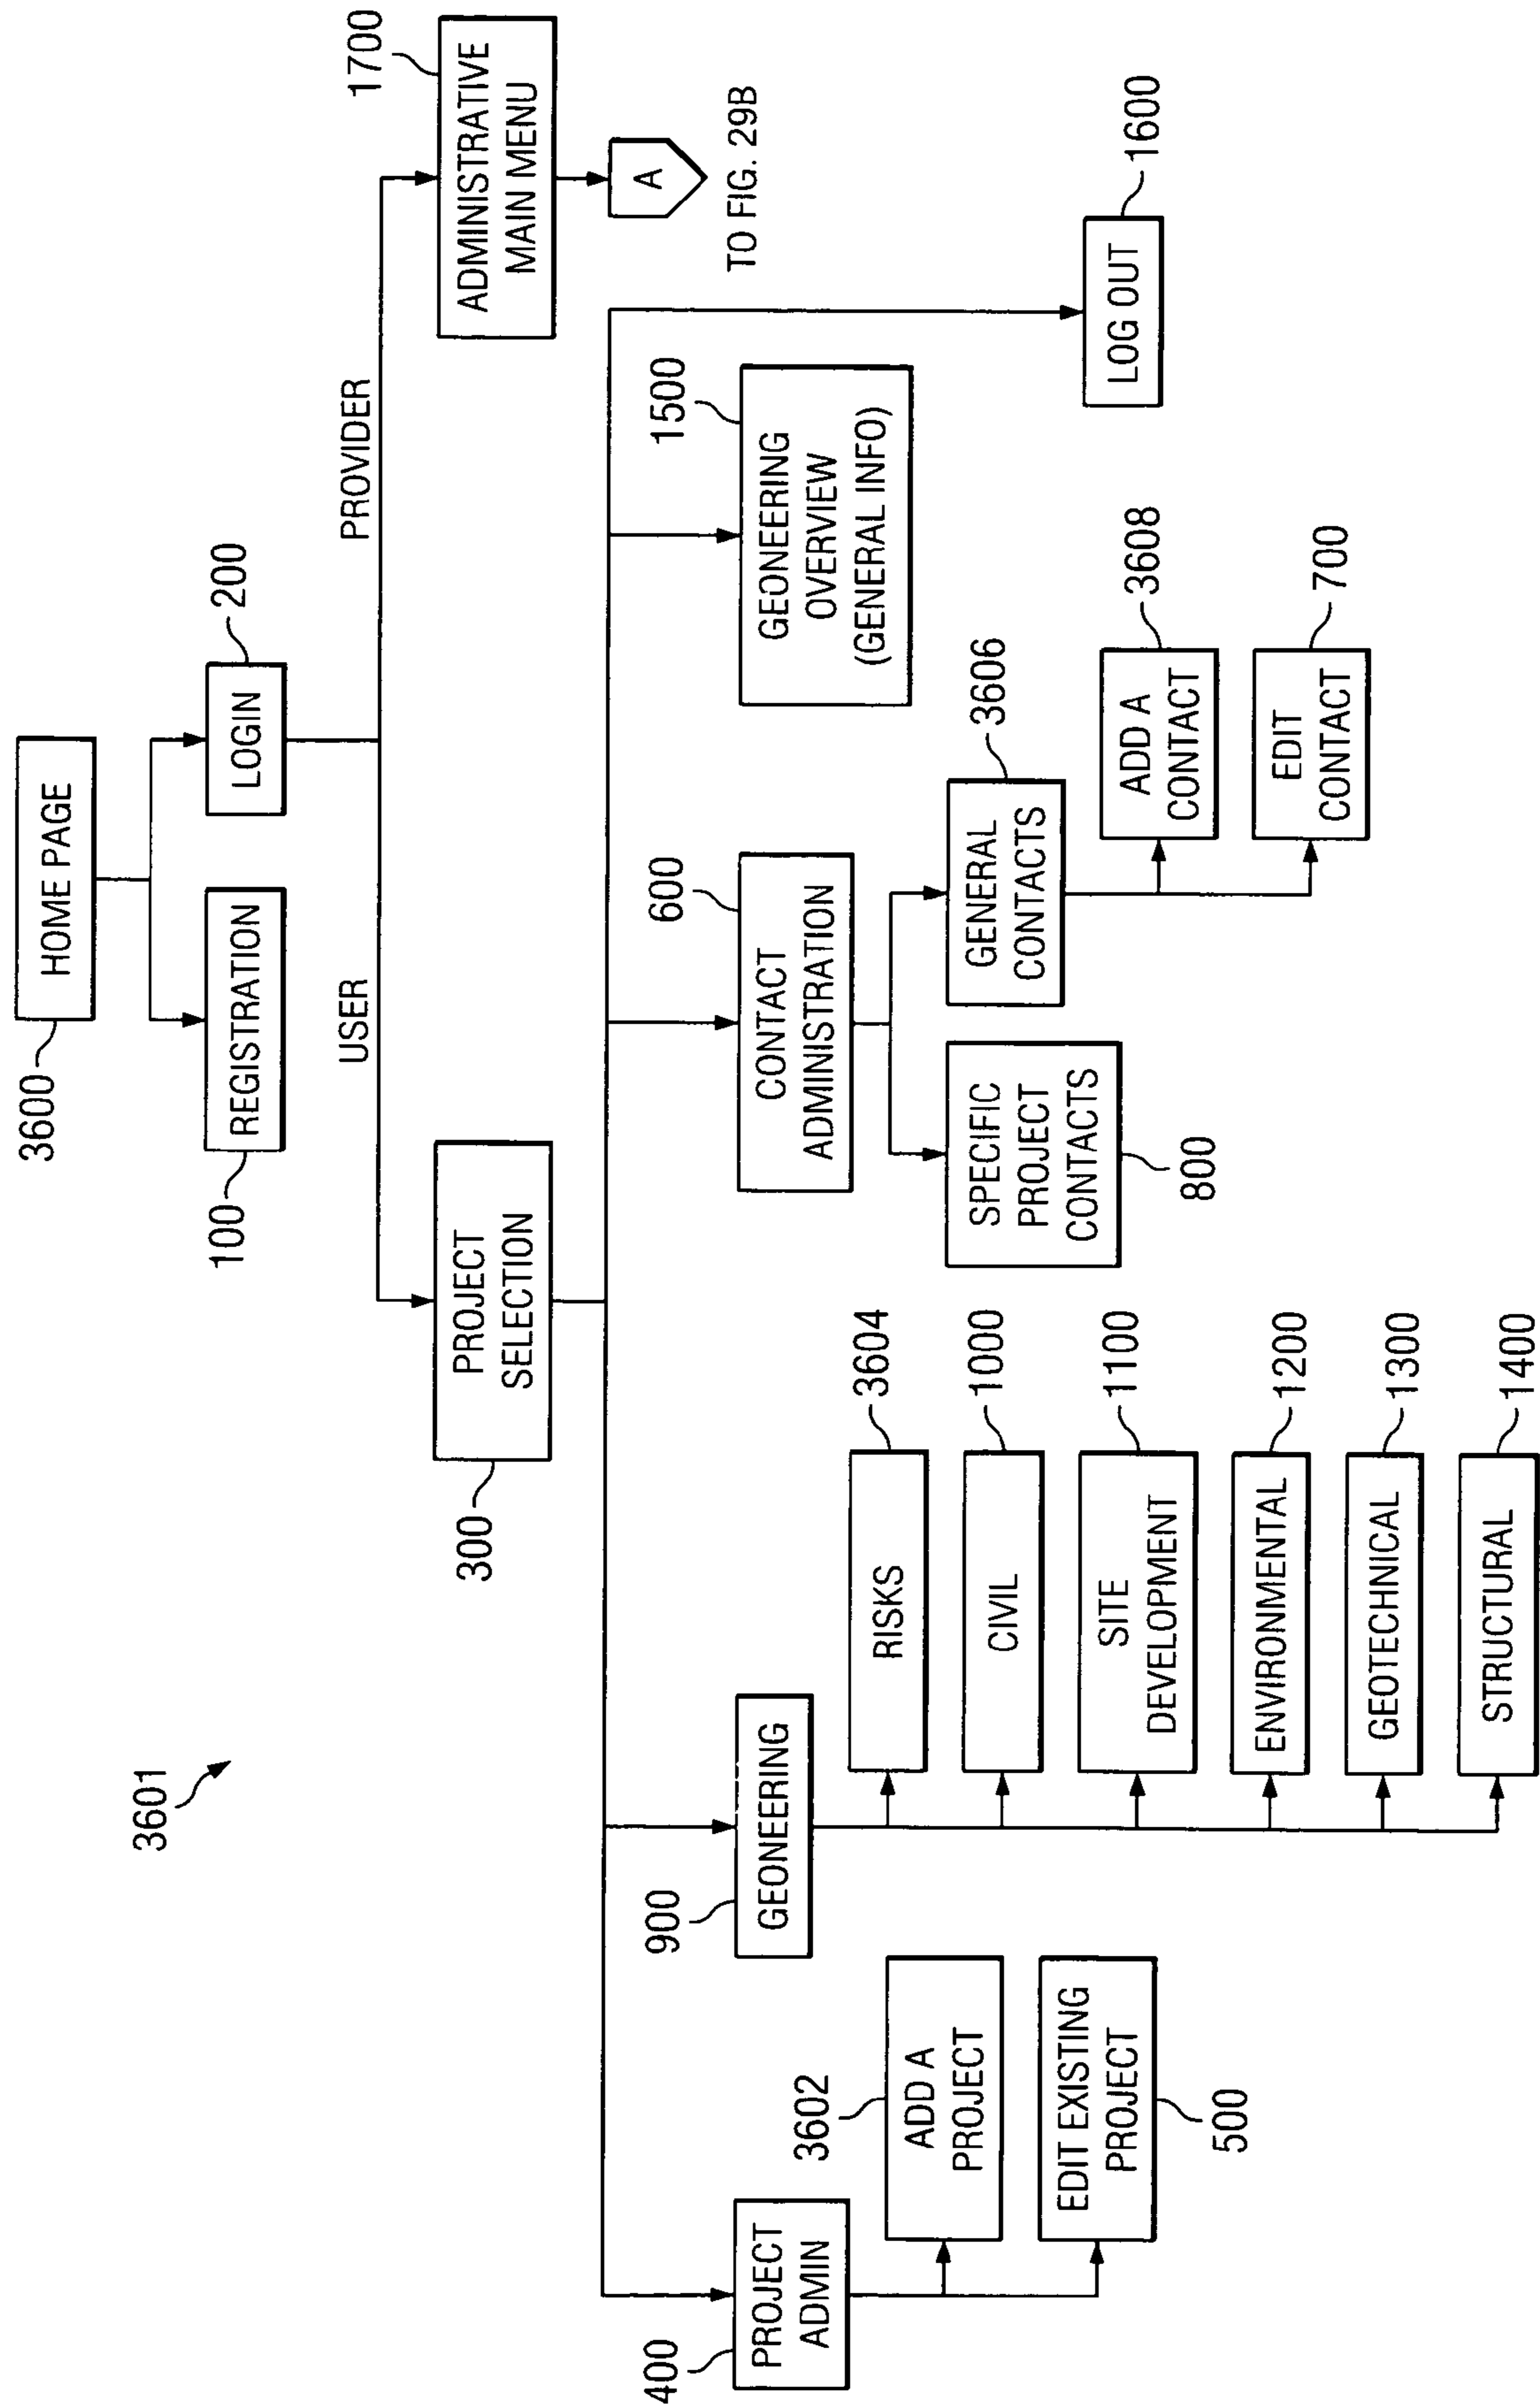 3601
3600
HOME PAGE
100
REGISTRATION
LOGIN
200
USER
PROVIDER
300
PROJECT
SELECTION
ADMINISTRATIVE
MAIN MENU
1700
A
TO FIG. 29B
400
PROJECT
ADMIN
3602
ADD A
PROJECT
EDIT EXISTING
PROJECT
500
900
GEONEERING
RISKS
3604
CIVIL
1000
SITE
DEVELOPMENT
1100
ENVIRONMENTAL
1200
GEOTECHNICAL
1300
STRUCTURAL
1400
CONTACT
ADMINISTRATION
600
SPECIFIC
PROJECT
CONTACTS
800
GENERAL
CONTACTS
3606
ADD A
CONTACT
3608
EDIT
CONTACT
700
GEONEERING
OVERVIEW
(GENERAL INFO)
1500
LOG OUT
1600